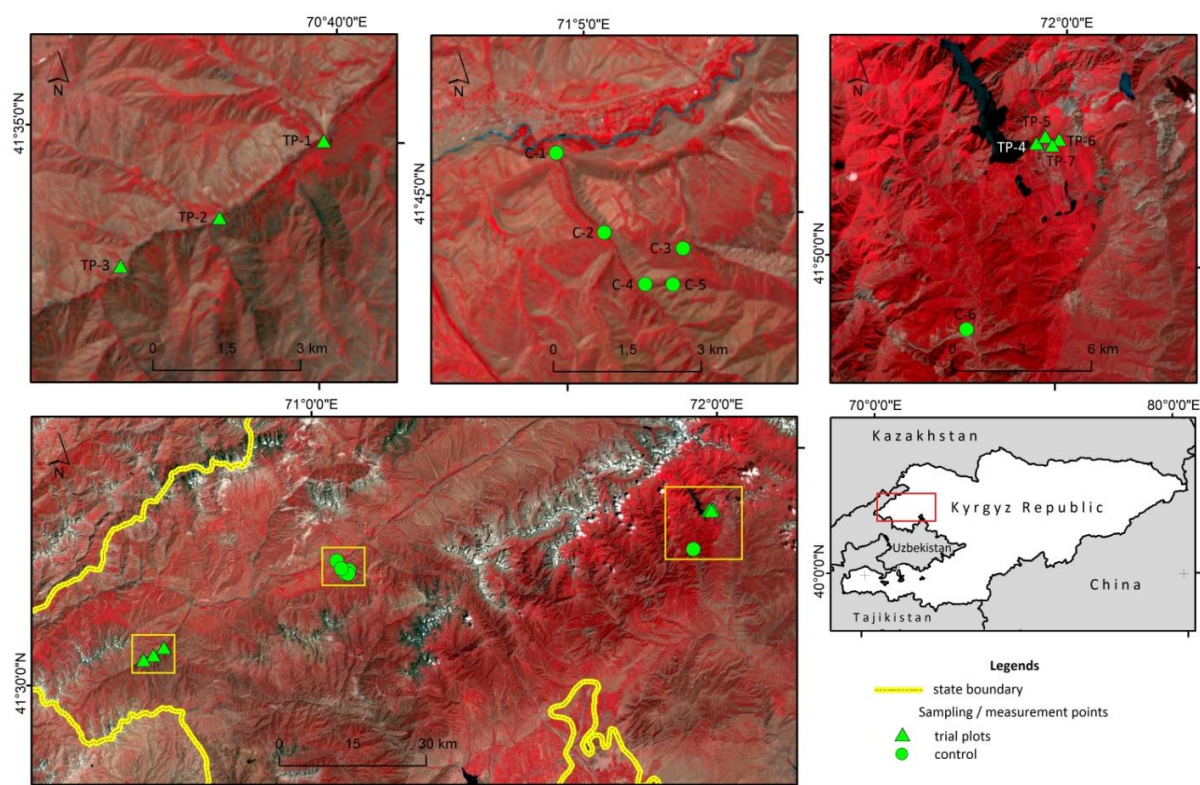 70°40'0"E
41°35'0"N
N
TP-1
TP-2
TP-3
0 1,5 3 km
71°5'0"E
41°45'0"N
N
C-1
C-2
C-3
C-4
C-5
0 1,5 3 km
72°0'0"E
41°50'0"N
N
TP-5
TP-4
TP-6
TP-7
C-6
0 3 6 km
71°0'0"E
72°0'0"E
41°30'0"N
N
0 15 30 km
70°0'0"E
80°0'0"E
40°0'0"N
Kazakhstan
Kyrgyz Republic
Uzbekistan
China
Tajikistan
Legends
state boundary
Sampling / measurement points
trial plots
control